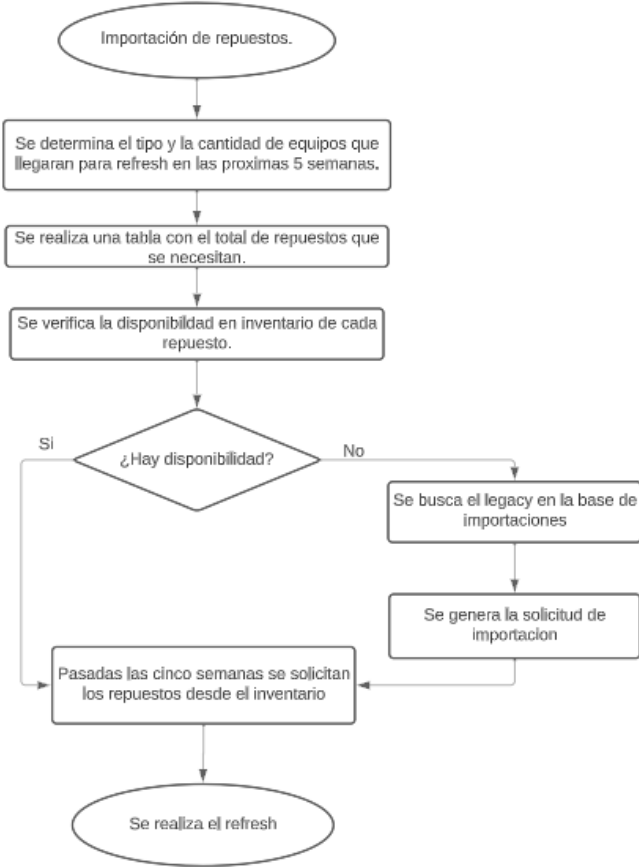 Importación de repuestos.
Se determina el tipo y la cantidad de equipos que
llegaran para refresh en las proximas 5 semanas.
Se realiza una tabla con el total de repuestos que
se necesitan.
Se verifica la disponibildad en inventario de cada
repuesto.
¿Hay disponibilidad?
Si
No
Se busca el legacy en la base de
importaciones
Se genera la solicitud de
importacion
Pasadas las cinco semanas se solicitan
los repuestos desde el inventario
Se realiza el refresh